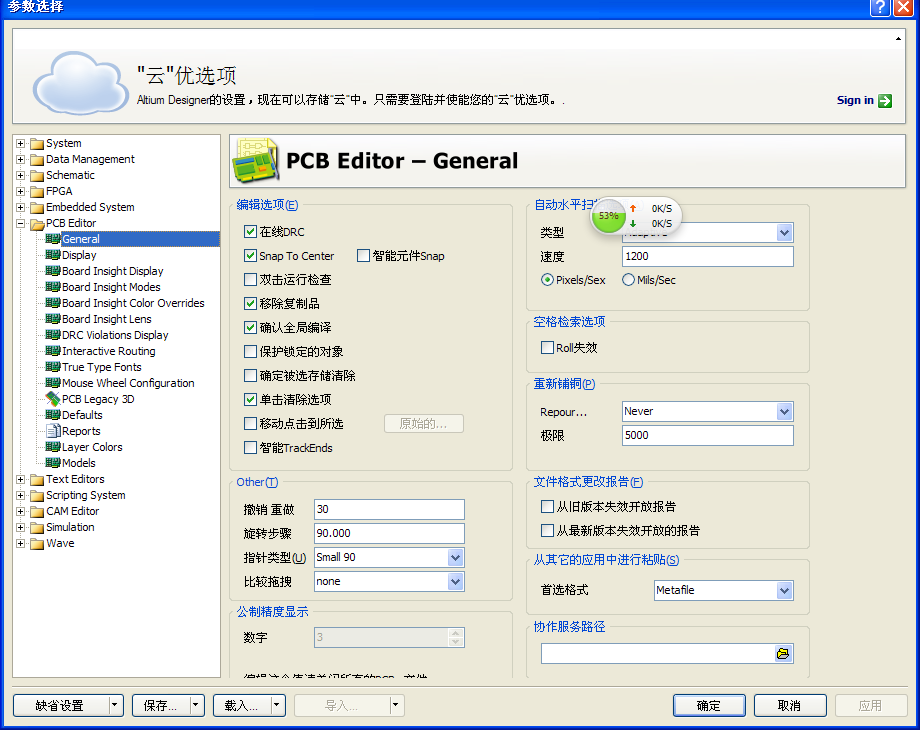 参数选择
"云"优选项
Altium Designer的设置，现在可以存储"云"中。只需要登陆并使能您的"云"优选项。.
Sign in
System
Data Management
Schematic
FPGA
Embedded System
PCB Editor
General
Display
Board Insight Display
Board Insight Modes
Board Insight Color Overrides
Board Insight Lens
DRC Violations Display
Interactive Routing
True Type Fonts
Mouse Wheel Configuration
PCB Legacy 3D
Defaults
Reports
Layer Colors
Models
Text Editors
Scripting System
CAM Editor
Simulation
Wave
PCB Editor – General
编辑选项(E)
在线DRC
Snap To Center
智能元件Snap
双击运行检查
移除复制品
确认全局编译
保护锁定的对象
确定被选存储清除
单击清除选项
移动点击到所选
原始的...
智能TrackEnds
Other(T)
撤销 重做
30
旋转步骤
90.000
指针类型(U)
Small 90
比较拖拽
none
公制精度显示
数字
3
自动水平扫
53%
0K/S
0K/S
类型
速度
1200
Pixels/Sex
Mils/Sec
空格检索选项
Roll失效
重新铺铜(P)
Repour...
Never
极限
5000
文件格式更改报告(F)
从旧版本失效开放报告
从最新版本失效开放的报告
从其它的应用中进行粘贴(S)
首选格式
Metafile
协作服务路径
缺省设置
保存...
载入...
导入...
确定
取消
应用